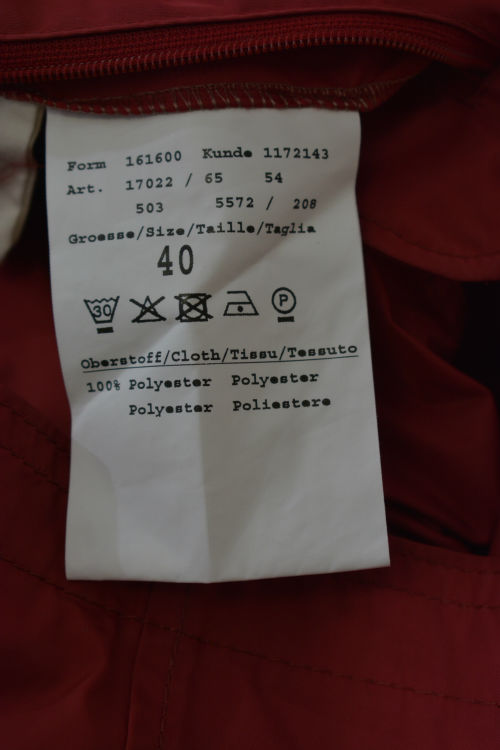 Form 161600 Kunde 1172143
Art. 17022 / 65 54
503 5572 / 208
Groesse/Size/Taille/Taglia
40
30 P
Oberstoff/Cloth/Tissu/Tessuto
100% Polyester Polyester
Polyester Poliestere